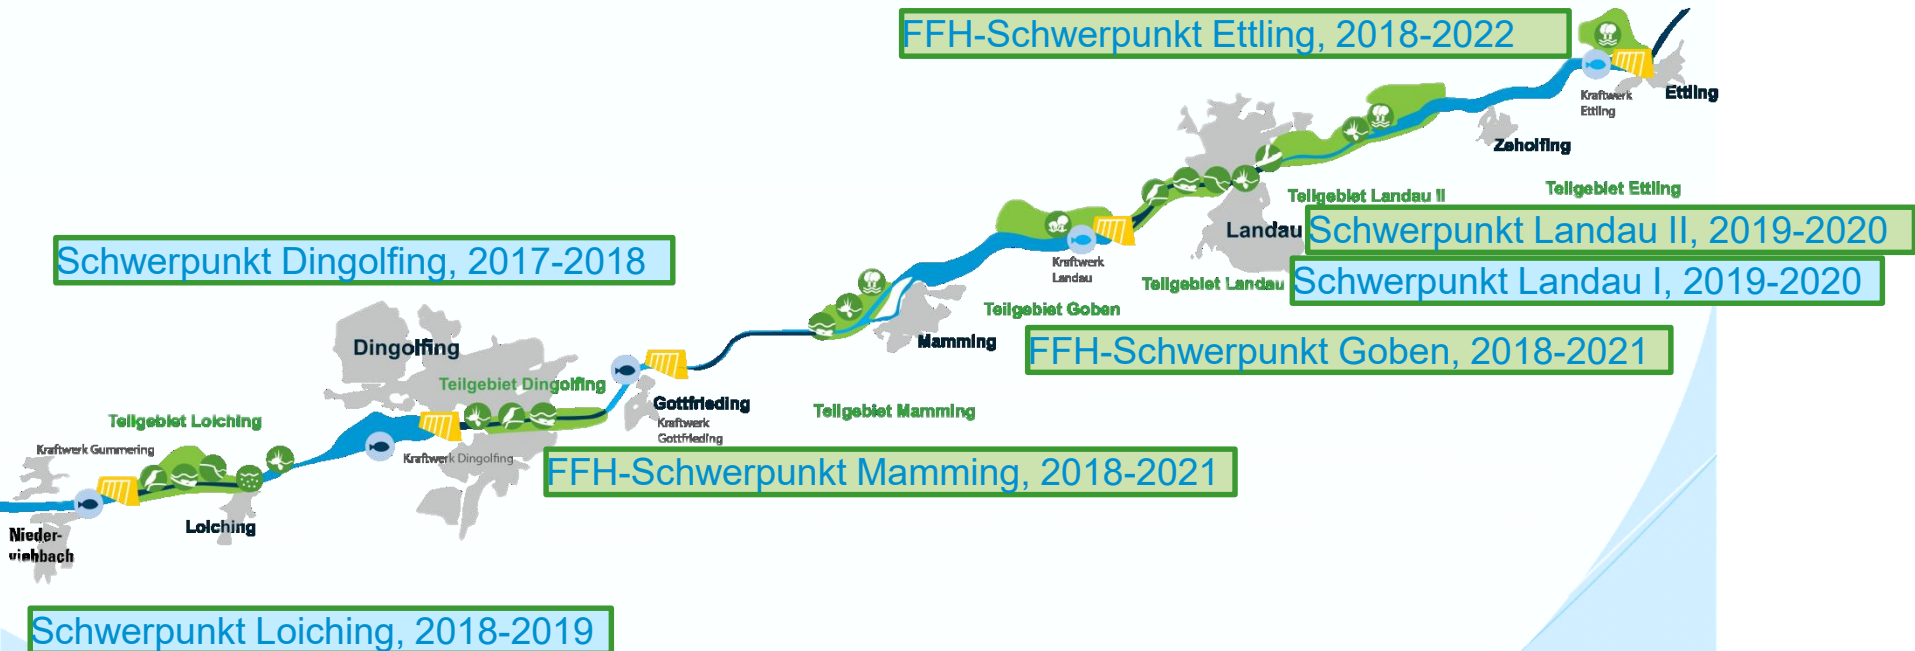 FFH-Schwerpunkt Ettling, 2018-2022
Kraftwerk
Ettling
Ettling
Zeholfing
Teilgebiet Landau II
Teilgebiet Ettling
Landau
Schwerpunkt Landau II, 2019-2020
Schwerpunkt Dingolfing, 2017-2018
Kraftwerk
Landau
Teilgebiet Landau
Schwerpunkt Landau I, 2019-2020
Teilgebiet Goben
Mamming
FFH-Schwerpunkt Goben, 2018-2021
Dingolfing
Teilgebiet Dingolfing
Gottfrieding
Kraftwerk
Gottfrieding
Teilgebiet Mamming
Teilgebiet Loiching
Kraftwerk Gummering
Kraftwerk Dingolfing
FFH-Schwerpunkt Mamming, 2018-2021
Loiching
Nieder-
viehbach
Schwerpunkt Loiching, 2018-2019